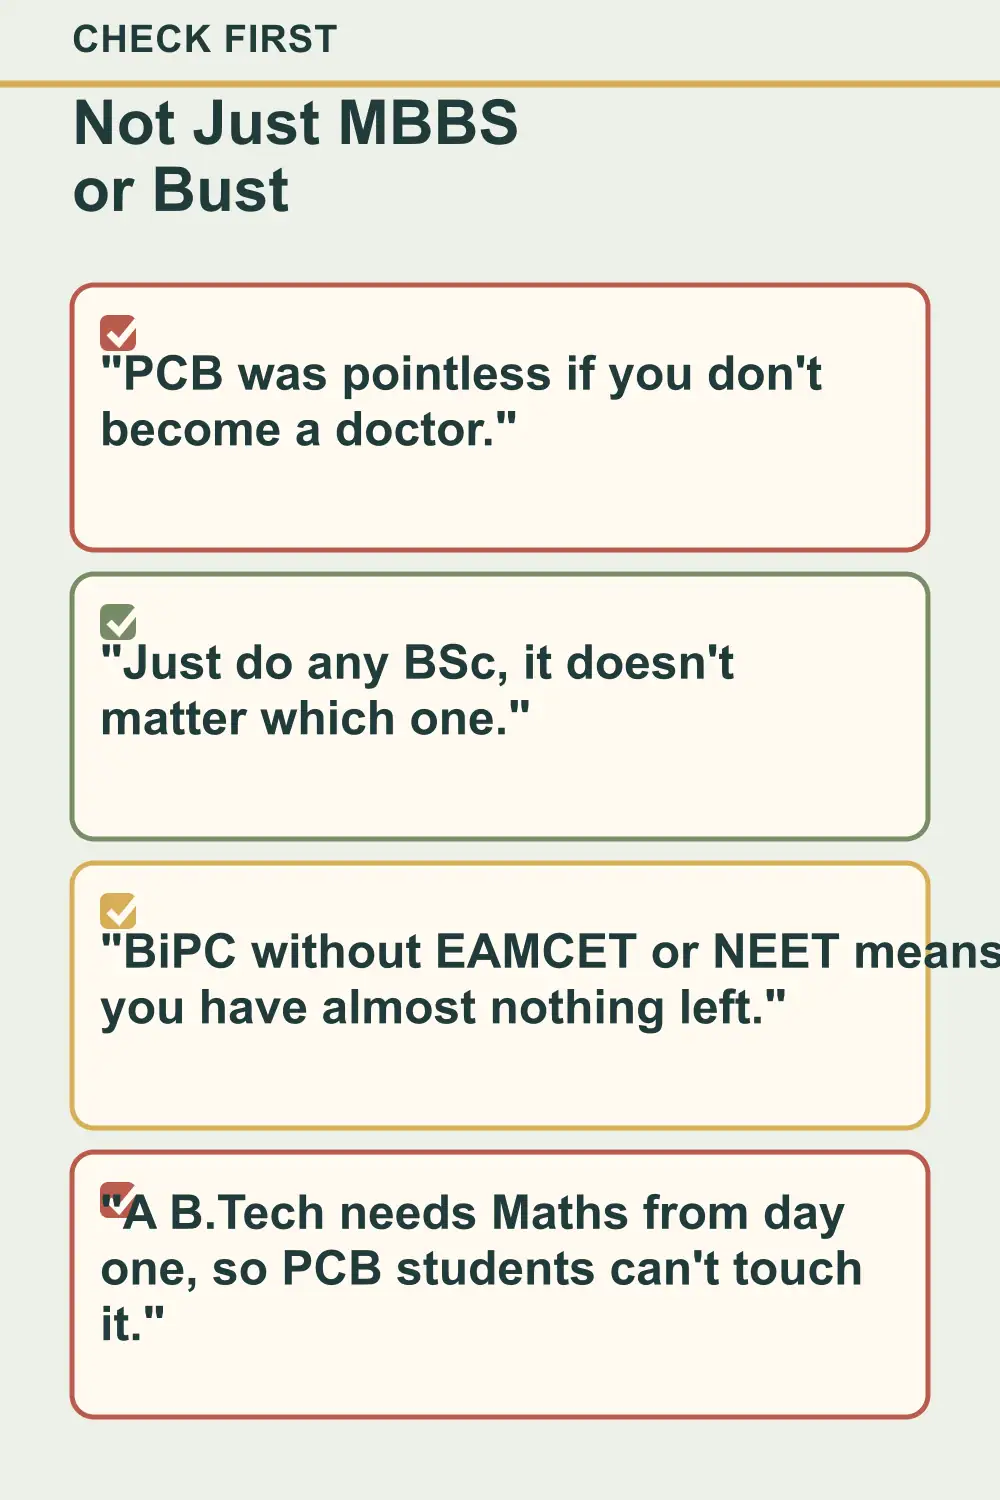 CHECK FIRST
Not Just MBBS
or Bust
"PCB was pointless if you don't
become a doctor."
"Just do any BSc, it doesn't
matter which one."
"BiPC without EAMCET or NEET means
you have almost nothing left."
"A B.Tech needs Maths from day
one, so PCB students can't touch
it."